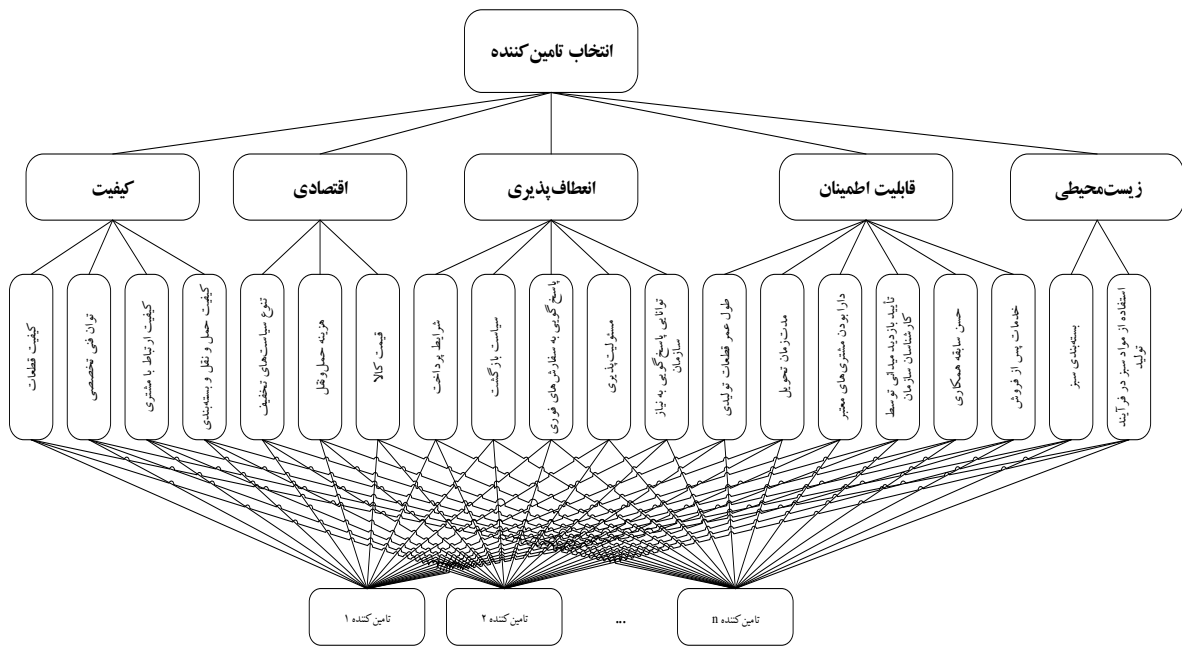 انتخاب تامین‌کننده
زیست‌محیطی
قابلیت اطمینان
انعطاف‌پذیری
اقتصادی
کیفیت
استفاده از مواد سبز در فرآیند
تولید
بسته‌بندی سبز
خدمات پس از فروش
حسن سابقه همکاری
تأیید بازدید میدانی توسط
کارشناسان سازمان
دارا بودن مشتری‌های معتبر
مدت‌زمان تحویل
طول عمر قطعات تولیدی
توانایی پاسخ‌گویی به نیاز
سازمان
مسئولیت‌پذیری
پاسخ‌گویی به سفارش‌های فوری
سیاست بازگشت
شرایط پرداخت
قیمت کالا
هزینه حمل‌ونقل
تنوع سیاست‌های تخفیف
کیفیت حمل و نقل و بسته‌بندی
کیفیت ارتباط با مشتری
توان فنی تخصصی
کیفیت قطعات
تامین‌کننده ۱
تامین‌کننده ۲
...
تامین‌کننده n